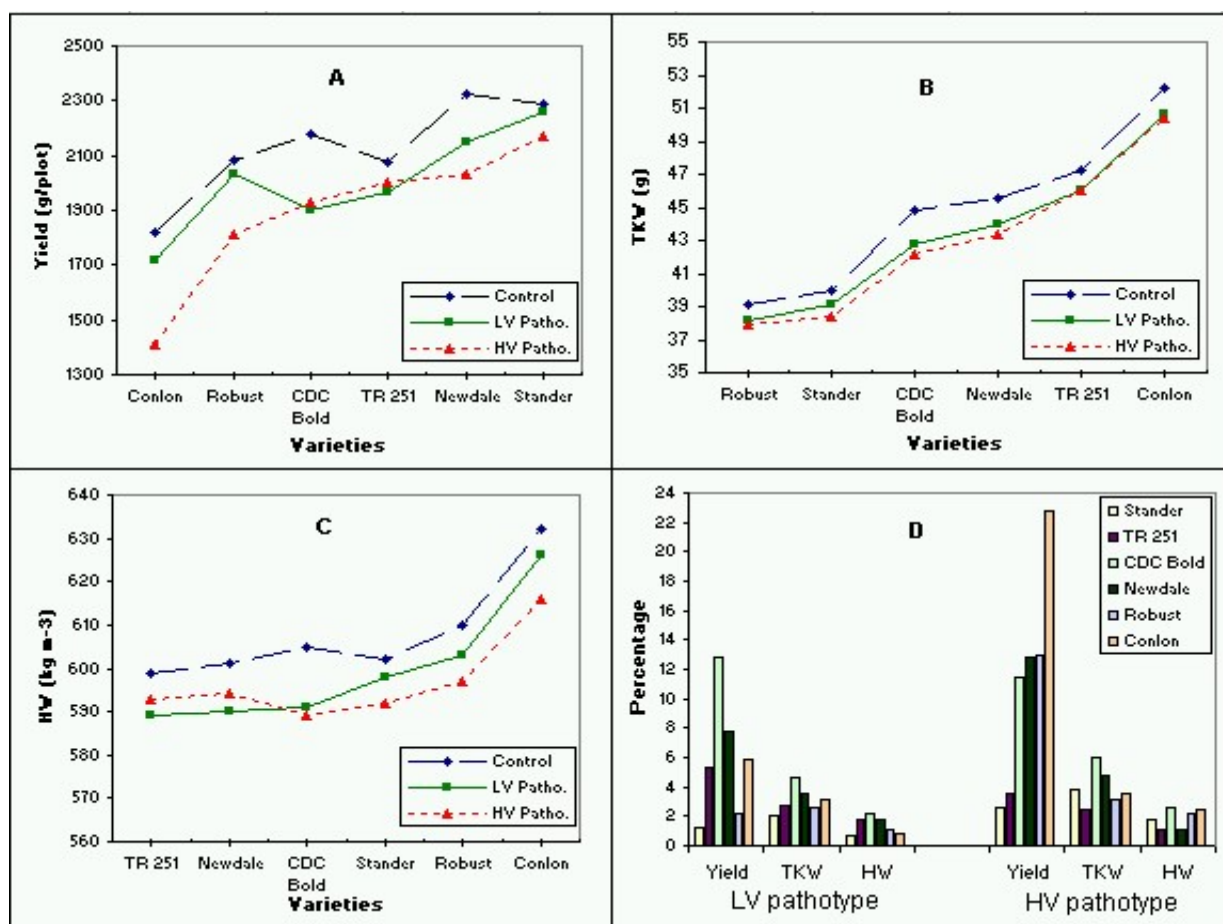 A
2500
2300
2100
1900
1700
1500
1300
Yield (g/plot)
Control
LV Patho.
HV Patho.
Conlon Robust CDC Bold TR 251 Newdale Stander
Varieties
B
55
53
51
49
47
45
43
41
39
37
35
TKW (g)
Control
LV Patho.
HV Patho.
Robust Stander CDC Bold Newdale TR 251 Conlon
Varieties
C
640
630
620
610
600
590
580
570
560
HW (kg m-3)
Control
LV Patho.
HV Patho.
TR 251 Newdale CDC Bold Stander Robust Conlon
Varieties
D
24
22
20
18
16
14
12
10
8
6
4
2
0
Percentage
Stander
TR 251
CDC Bold
Newdale
Robust
Conlon
Yield TKW HW Yield TKW HW
LV pathotype HV pathotype